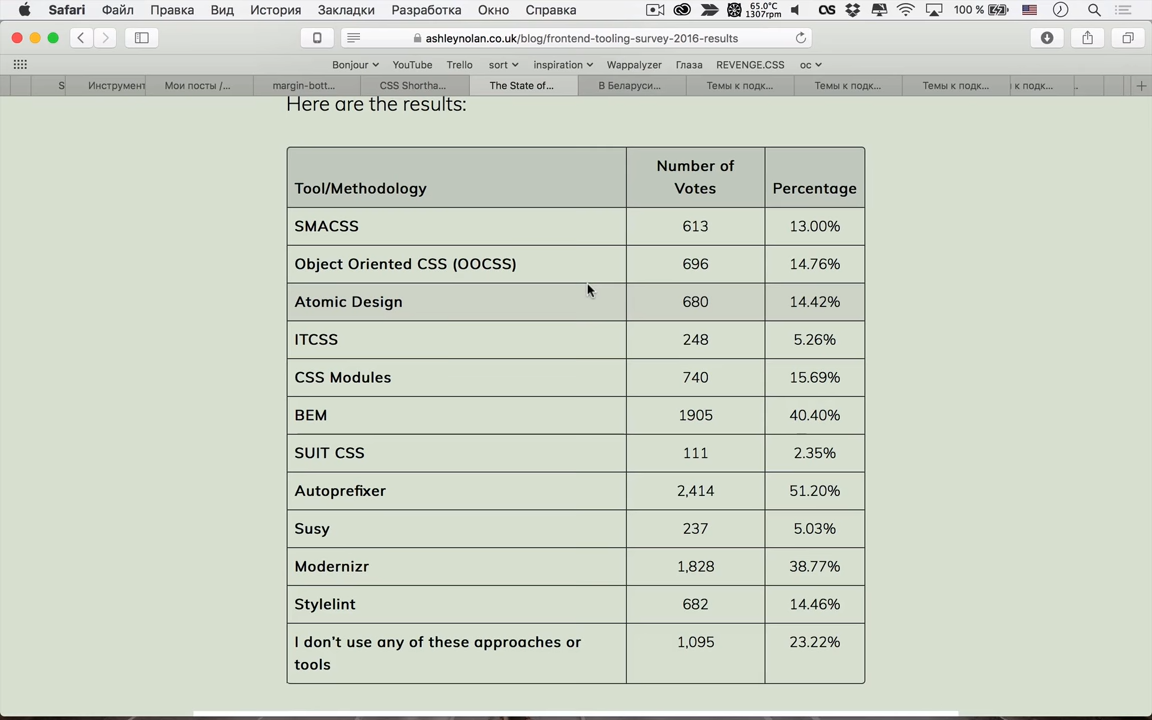 Safari Файл Правка Вид История Закладки Разработка Окно Справка 65.0°C 1307rpm 100 %
ashleynolan.co.uk/blog/frontend-tooling-survey-2016-results
Bonjour YouTube Trello sort inspiration Wappalyzer Глаза REVENGE.CSS ос
S Инструмент Мои посты /... margin-bott... CSS Shortha... The State of... В Беларуси... Темы к подк... Темы к подк... Темы к подк... к подк...
Here are the results:
Tool/Methodology Number of Votes Percentage
SMACSS 613 13.00%
Object Oriented CSS (OOCSS) 696 14.76%
Atomic Design 680 14.42%
ITCSS 248 5.26%
CSS Modules 740 15.69%
BEM 1905 40.40%
SUIT CSS 111 2.35%
Autoprefixer 2,414 51.20%
Susy 237 5.03%
Modernizr 1,828 38.77%
Stylelint 682 14.46%
I don't use any of these approaches or 1,095 23.22%
tools